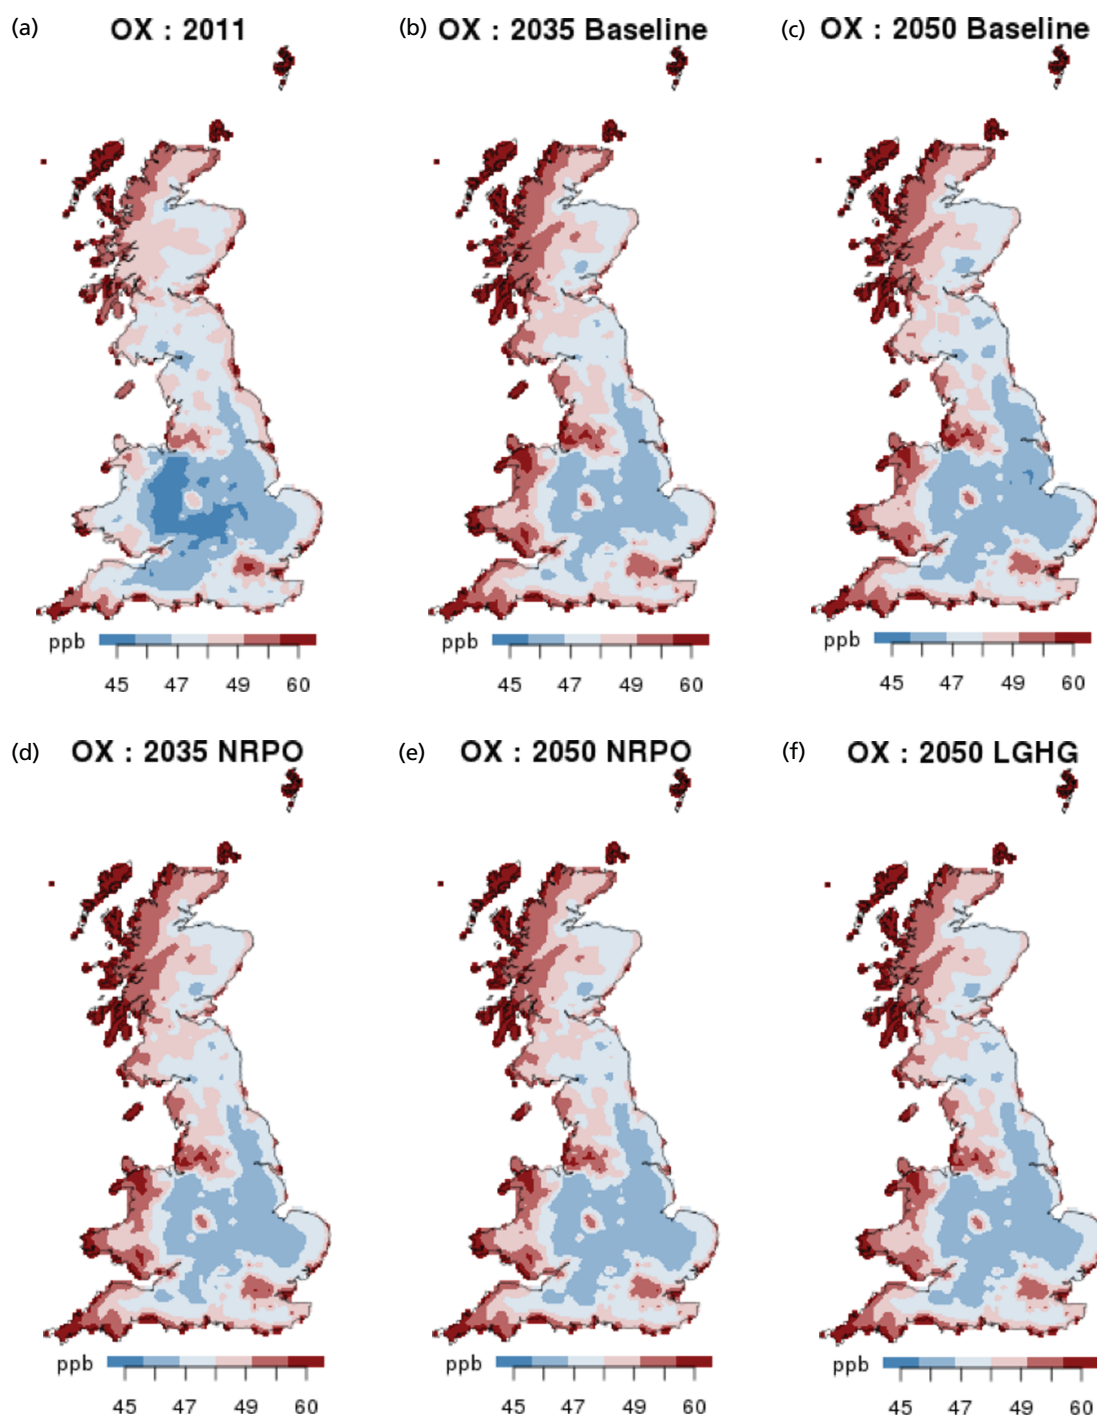 (a) OX : 2011
(b) OX : 2035 Baseline
(c) OX : 2050 Baseline
ppb
45 47 49 60
ppb
45 47 49 60
ppb
45 47 49 60
(d) OX : 2035 NRPO
(e) OX : 2050 NRPO
(f) OX : 2050 LGHG
ppb
45 47 49 60
ppb
45 47 49 60
ppb
45 47 49 60